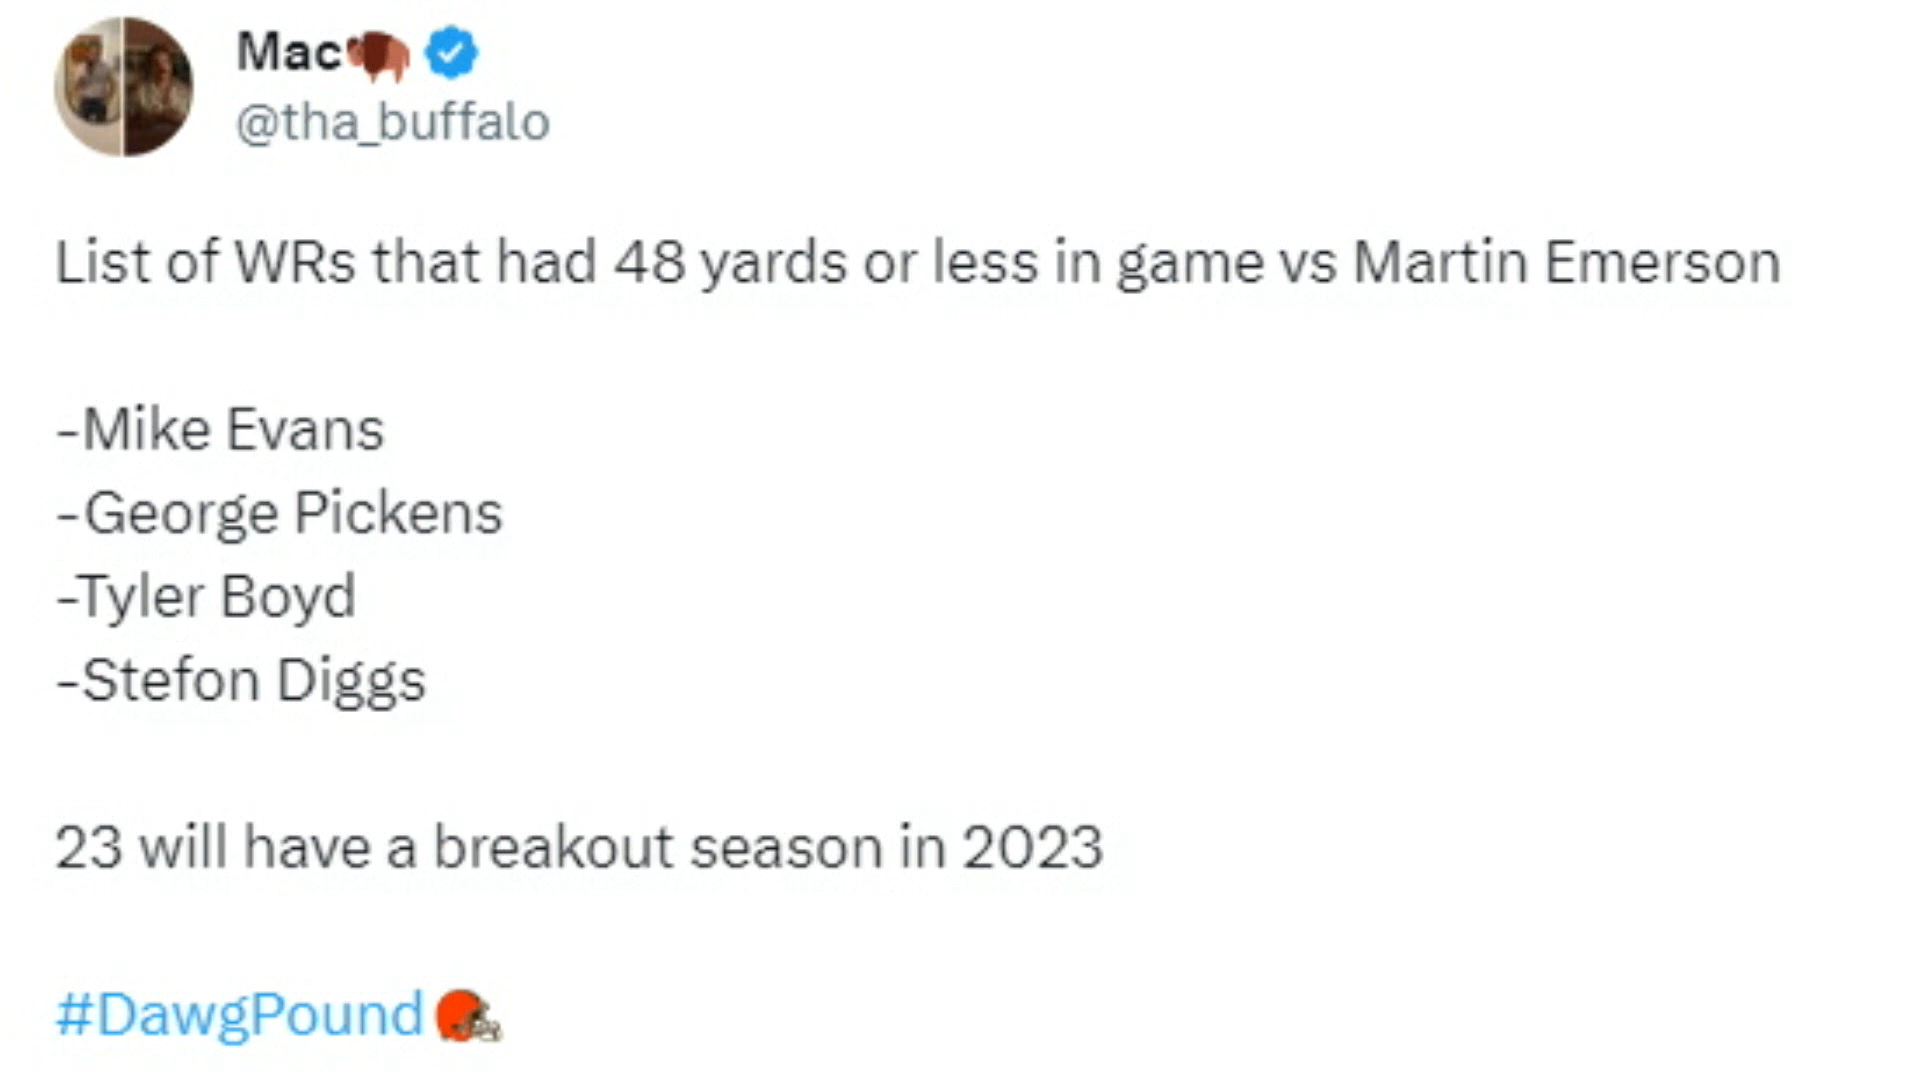 Mac🦬
@tha_buffalo
List of WRs that had 48 yards or less in game vs Martin Emerson
-Mike Evans
-George Pickens
-Tyler Boyd
-Stefon Diggs
23 will have a breakout season in 2023
#DawgPound